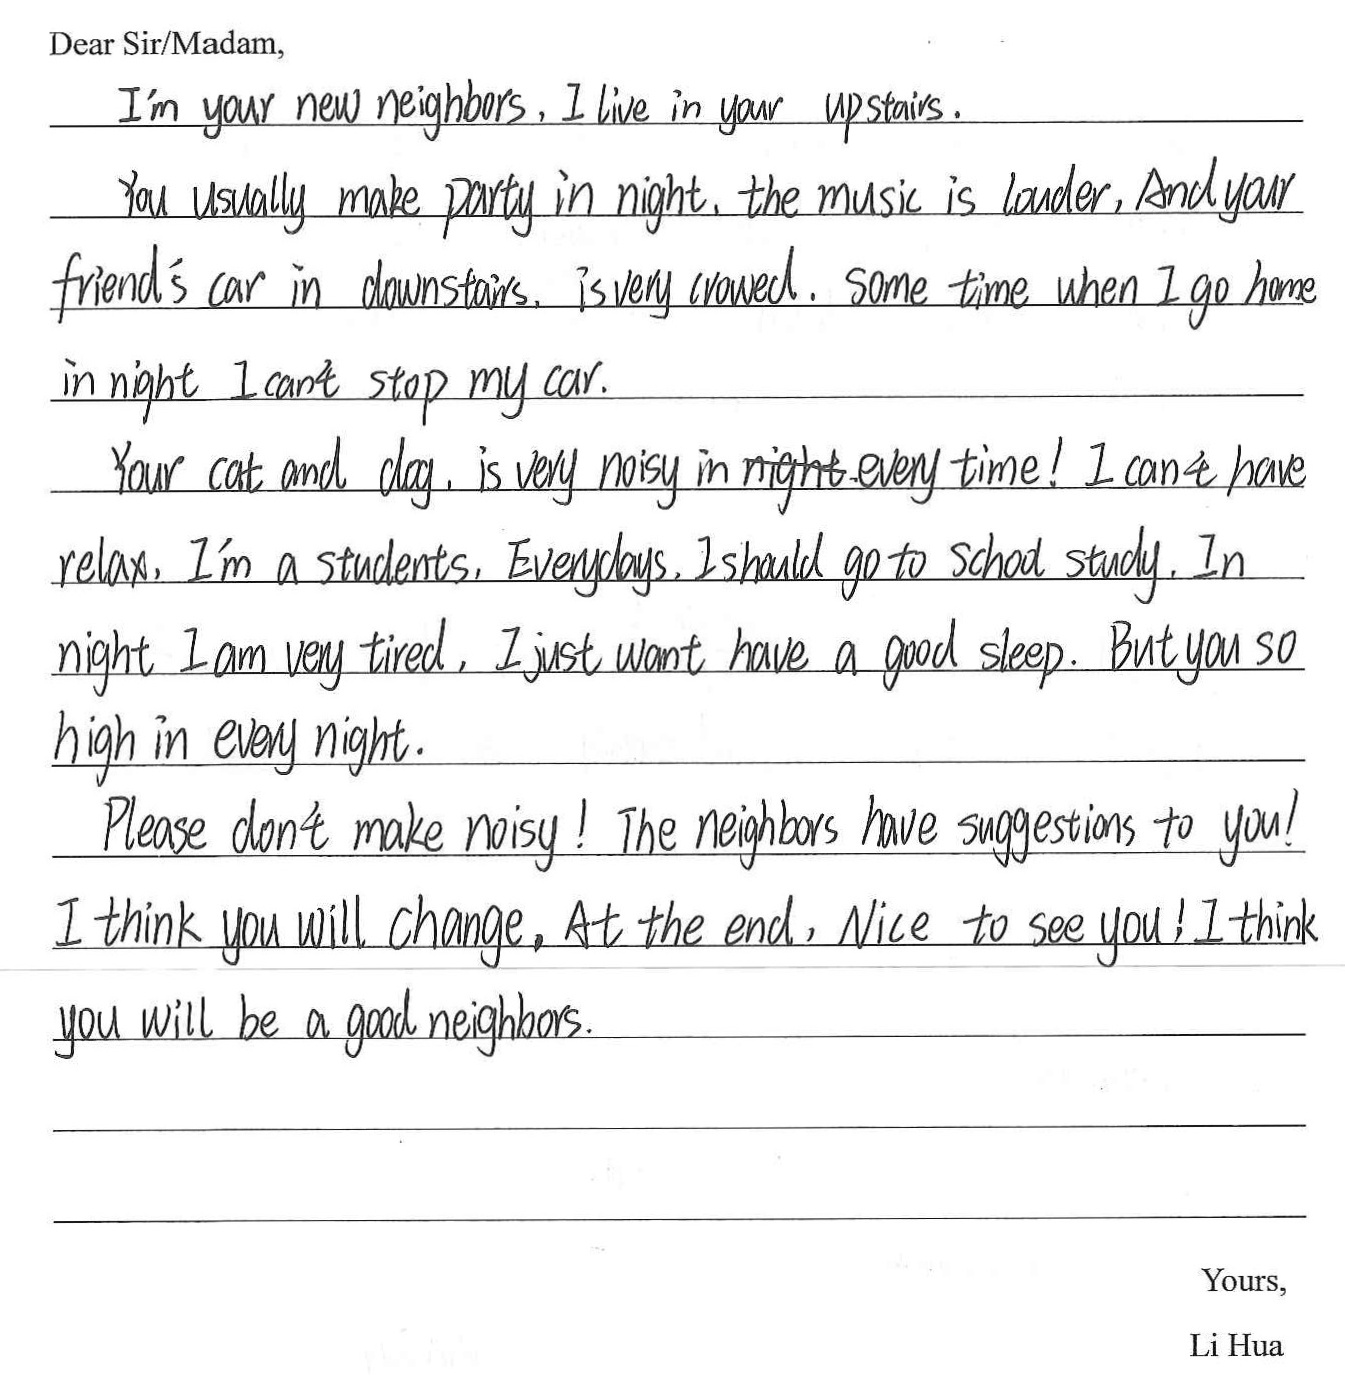 Dear Sir/Madam,
I'm your new neighbors, I live in your upstairs.
You usually make party in night, the music is louder, And your
friend's car in downstairs, is very crowed. Some time when I go home
in night I can't stop my car.
Your cat and dog, is very noisy in night every time! I can't have
relax, I'm a students, Everydays, I should go to school study. In
night I am very tired, I just want have a good sleep. But you so
high in every night.
Please don't make noisy! The neighbors have suggestions to you!
I think you will change, At the end, Nice to see you! I think
you will be a good neighbors.
Yours,
Li Hua